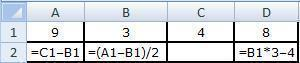 A B C D
1 9 3 4 8
2 =C1–B1 =(A1–B1)/2 =B1*3–4